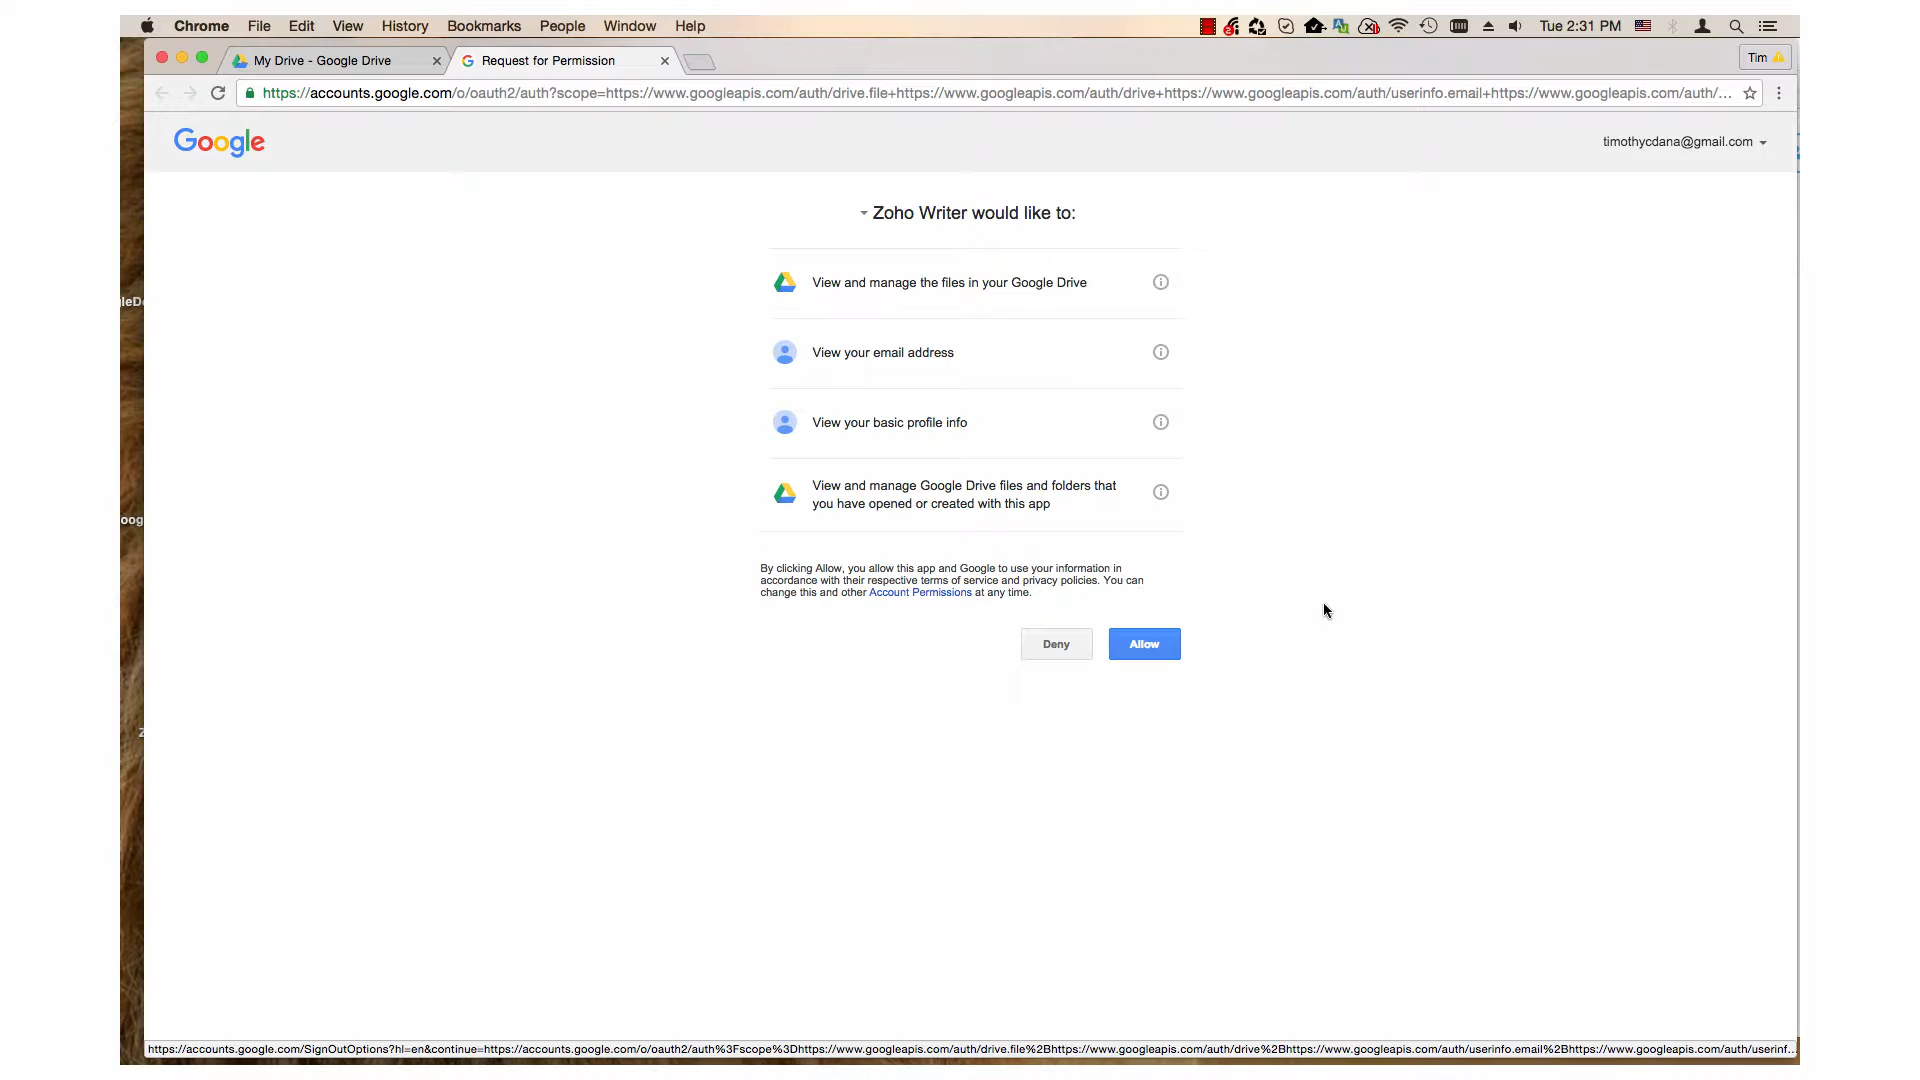 Chrome File Edit View History Bookmarks People Window Help Tue 2:31 PM
My Drive - Google Drive Request for Permission Tim
https://accounts.google.com/o/oauth2/auth?scope=https://www.googleapis.com/auth/drive.file+https://www.googleapis.com/auth/drive+https://www.googleapis.com/auth/userinfo.email+https://www.googleapis.com/auth/...
Google timothycdana@gmail.com
Zoho Writer would like to:
View and manage the files in your Google Drive
View your email address
View your basic profile info
View and manage Google Drive files and folders that
you have opened or created with this app
By clicking Allow, you allow this app and Google to use your information in
accordance with their respective terms of service and privacy policies. You can
change this and other Account Permissions at any time.
Deny Allow
https://accounts.google.com/SignOutOptions?hl=en&continue=https://accounts.google.com/o/oauth2/auth%3Fscope%3Dhttps://www.googleapis.com/auth/drive.file%2Bhttps://www.googleapis.com/auth/drive%2Bhttps://www.googleapis.com/auth/userinfo.email%2Bhttps://www.googleapis.com/auth/userinf...